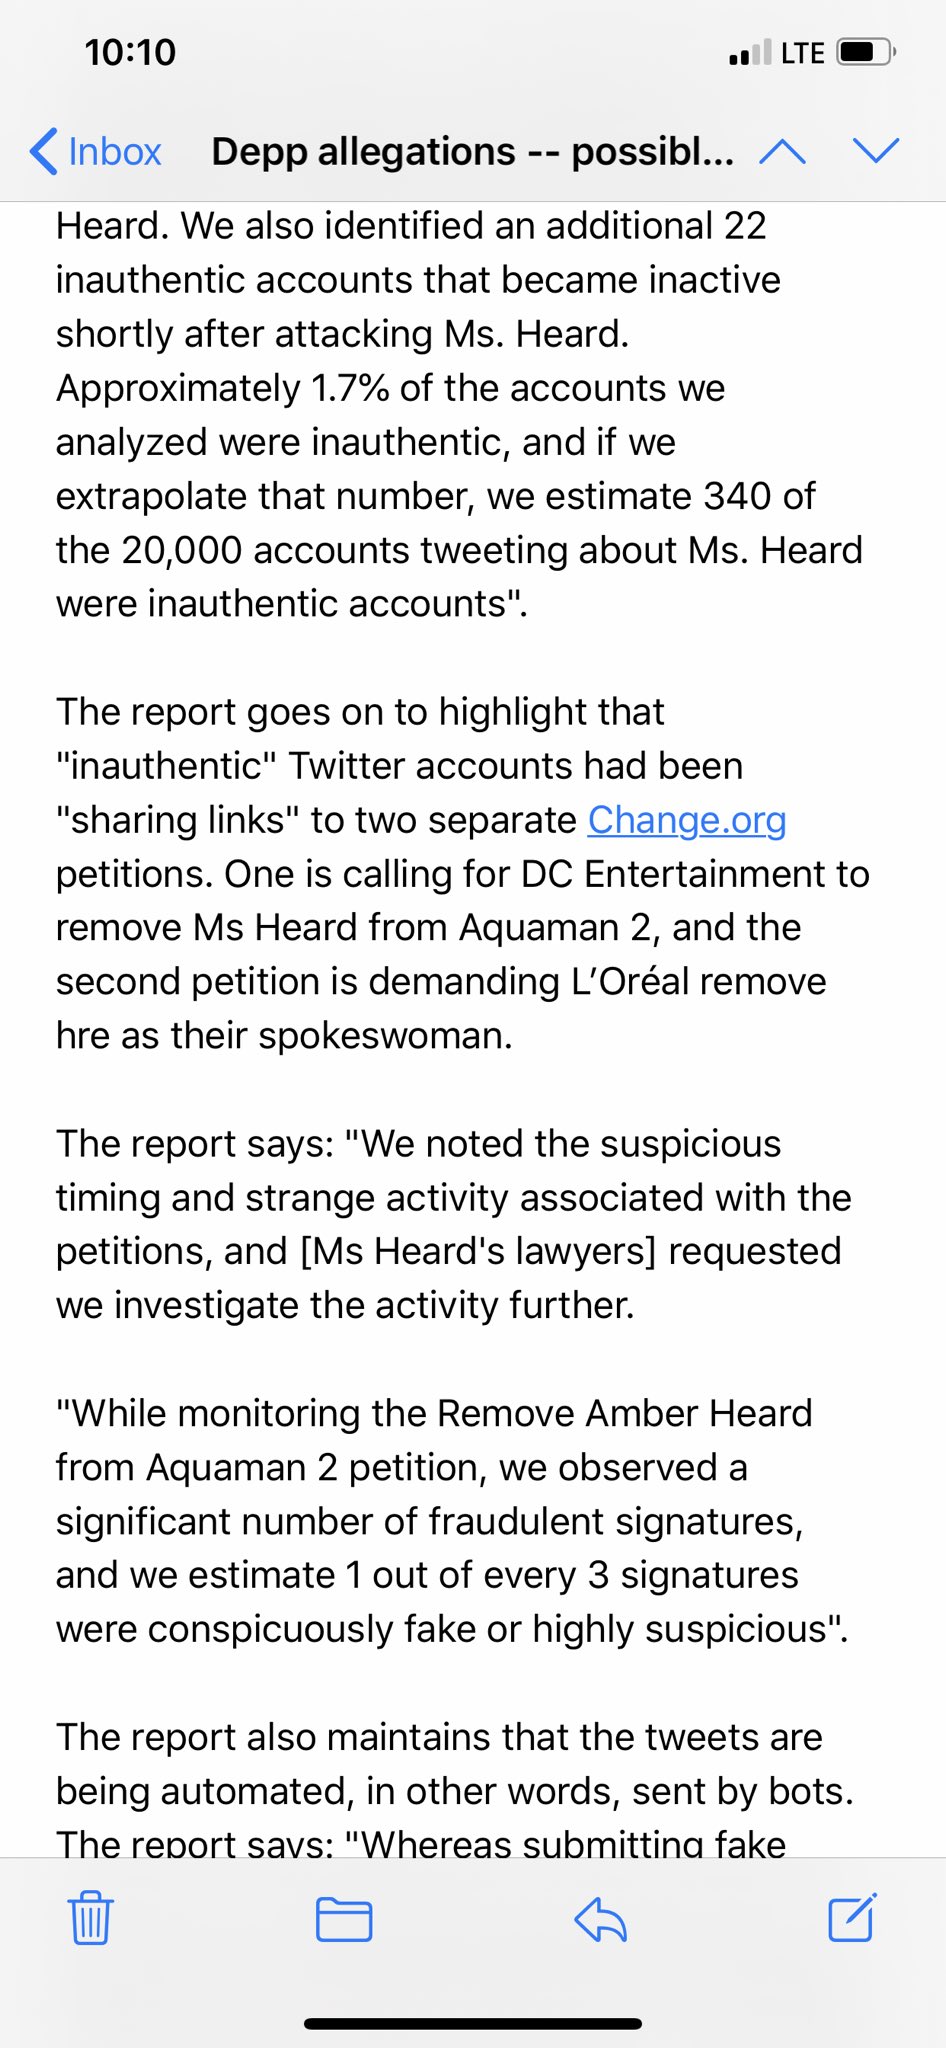 10:10
LTE
Inbox
Depp allegations -- possibl...
Heard. We also identified an additional 22
inauthentic accounts that became inactive
shortly after attacking Ms. Heard.
Approximately 1.7% of the accounts we
analyzed were inauthentic, and if we
extrapolate that number, we estimate 340 of
the 20,000 accounts tweeting about Ms. Heard
were inauthentic accounts".
The report goes on to highlight that
"inauthentic" Twitter accounts had been
"sharing links" to two separate Change.org
petitions. One is calling for DC Entertainment to
remove Ms Heard from Aquaman 2, and the
second petition is demanding L’Oréal remove
hre as their spokeswoman.
The report says: "We noted the suspicious
timing and strange activity associated with the
petitions, and [Ms Heard's lawyers] requested
we investigate the activity further.
"While monitoring the Remove Amber Heard
from Aquaman 2 petition, we observed a
significant number of fraudulent signatures,
and we estimate 1 out of every 3 signatures
were conspicuously fake or highly suspicious".
The report also maintains that the tweets are
being automated, in other words, sent by bots.
The report says: "Whereas submitting fake